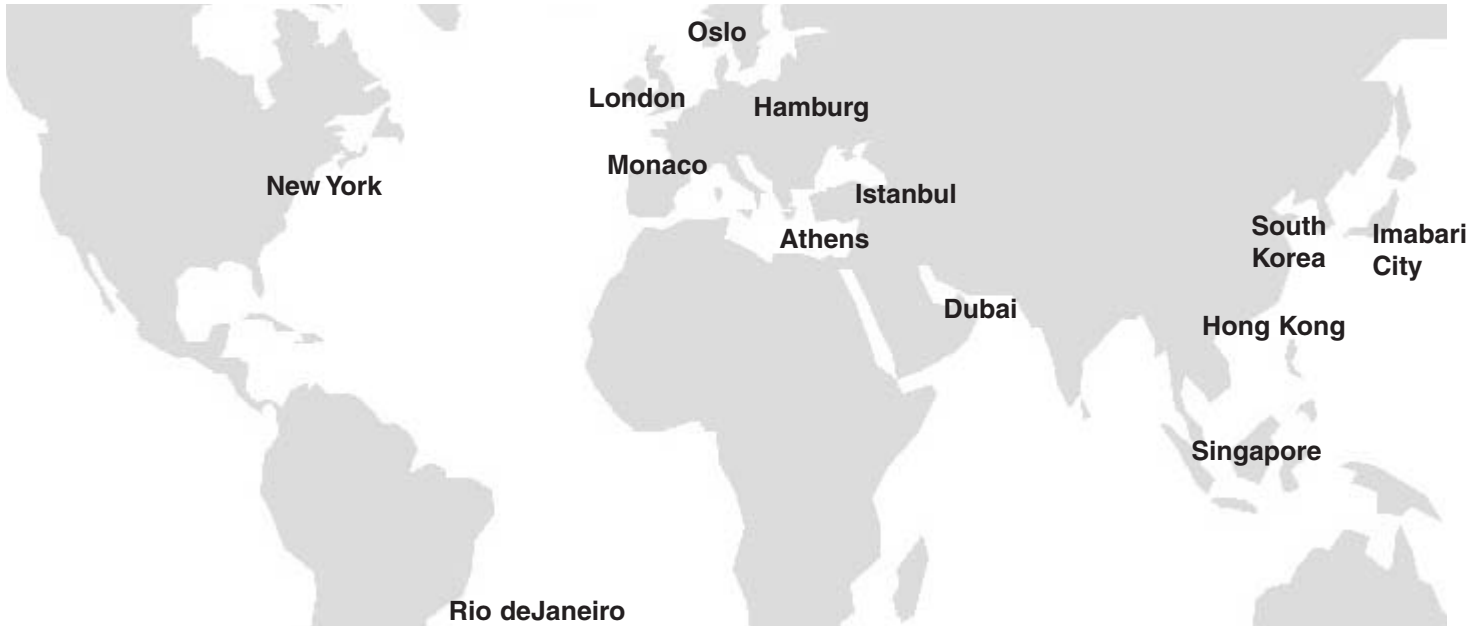 Oslo
London
Hamburg
Monaco
New York
Istanbul
Athens
South
Korea
Imabari
City
Dubai
Hong Kong
Singapore
Rio deJaneiro